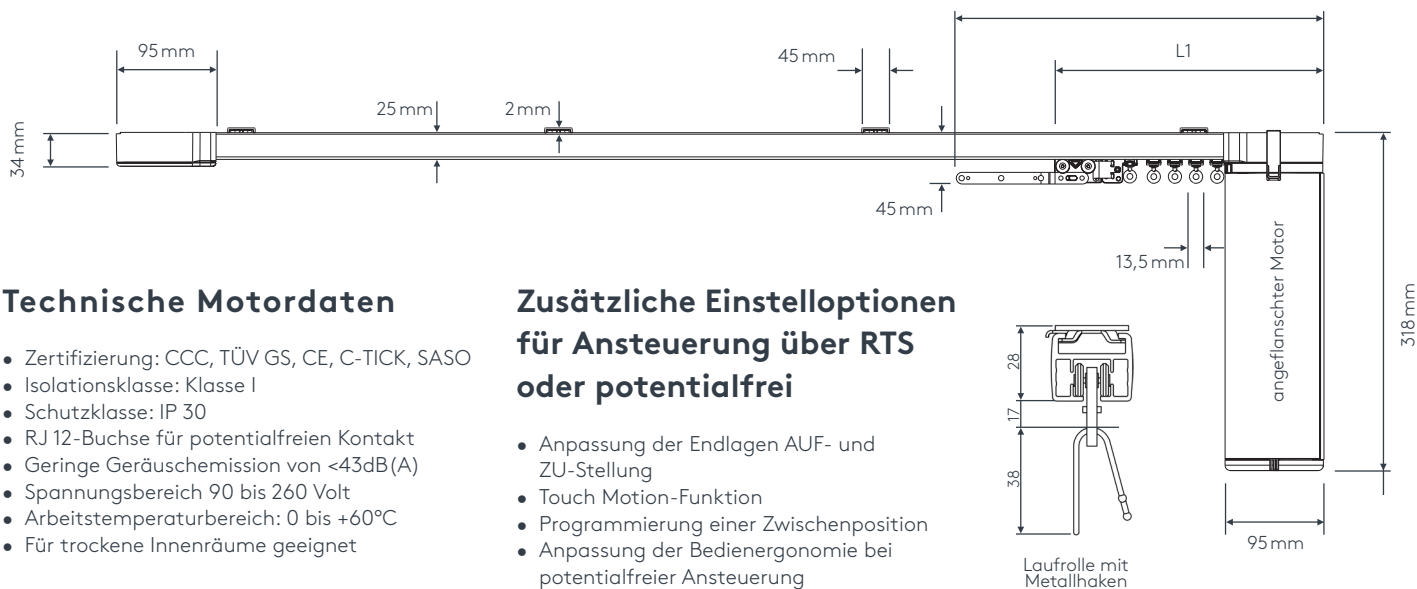 95 mm
45 mm
L1
25 mm
2 mm
34 mm
45 mm
13,5 mm
angeflanschter Motor
318 mm
95 mm
Technische Motordaten
• Zertifizierung: CCC, TÜV GS, CE, C-TICK, SASO
• Isolationsklasse: Klasse I
• Schutzklasse: IP 30
• RJ 12-Buchse für potentialfreien Kontakt
• Geringe Geräuschemission von <43dB(A)
• Spannungsbereich 90 bis 260 Volt
• Arbeitstemperaturbereich: 0 bis +60°C
• Für trockene Innenräume geeignet
Zusätzliche Einstelloptionen
für Ansteuerung über RTS
oder potentialfrei
• Anpassung der Endlagen AUF- und
ZU-Stellung
• Touch Motion-Funktion
• Programmierung einer Zwischenposition
• Anpassung der Bedienergonomie bei
potentialfreier Ansteuerung
28
17
38
Laufrolle mit
Metallhaken